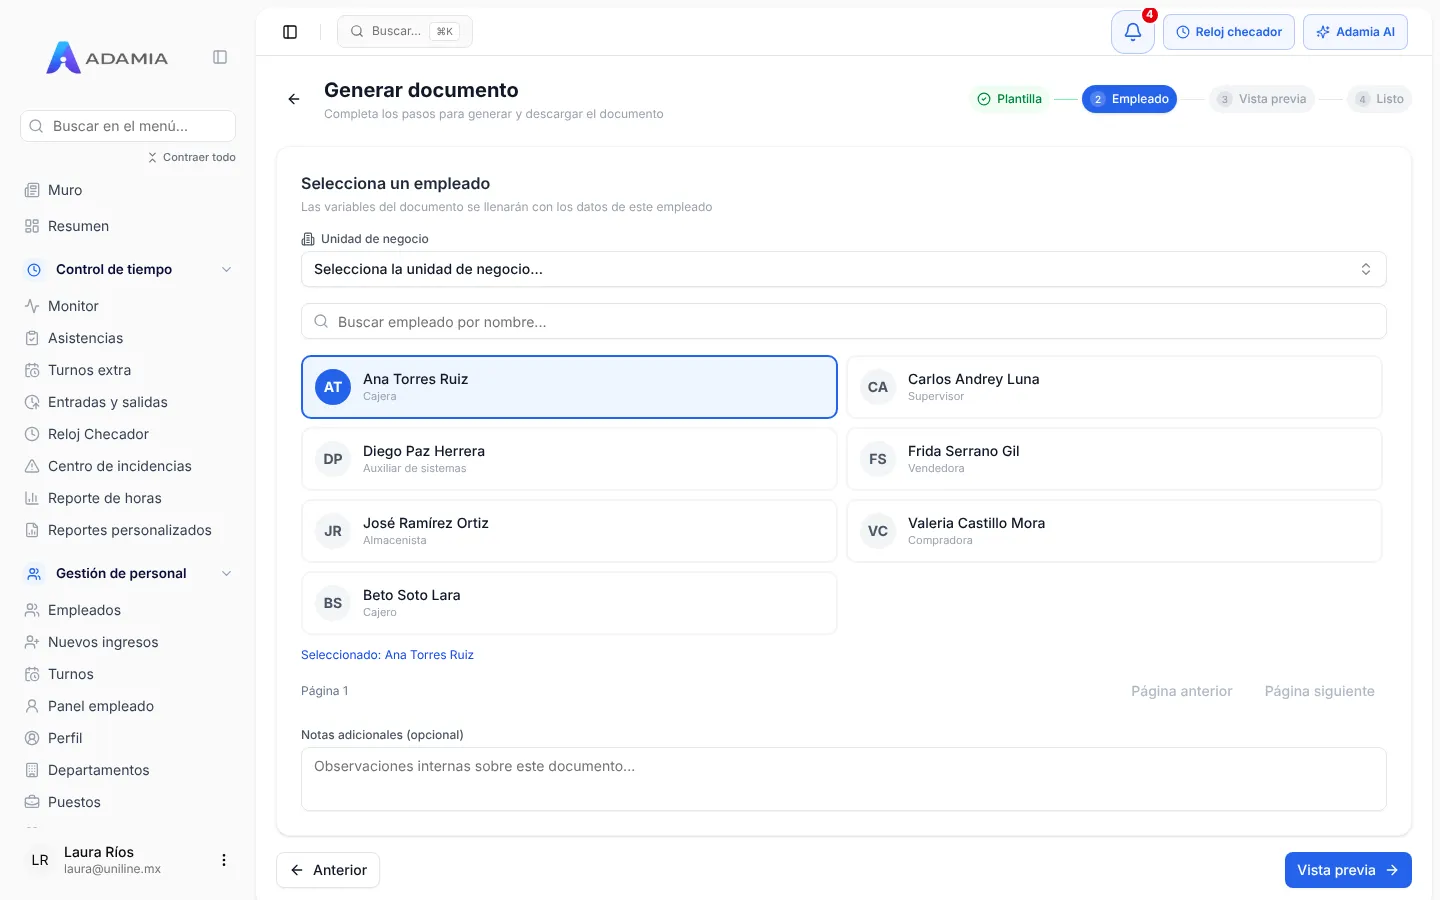 ADAMIA
Buscar en el menú...
Contraer todo
Muro
Resumen
Control de tiempo
Monitor
Asistencias
Turnos extra
Entradas y salidas
Reloj Checador
Centro de incidencias
Reporte de horas
Reportes personalizados
Gestión de personal
Empleados
Nuevos ingresos
Turnos
Panel empleado
Perfil
Departamentos
Puestos
LR
Laura Ríos
laura@uniline.mx
Buscar... ⌘K
4
Reloj checador
Adamia AI
Generar documento
Completa los pasos para generar y descargar el documento
Plantilla
2 Empleado
3 Vista previa
4 Listo
Selecciona un empleado
Las variables del documento se llenarán con los datos de este empleado
Unidad de negocio
Selecciona la unidad de negocio...
Buscar empleado por nombre...
AT
Ana Torres Ruiz
Cajera
CA
Carlos Andrey Luna
Supervisor
DP
Diego Paz Herrera
Auxiliar de sistemas
FS
Frida Serrano Gil
Vendedora
JR
José Ramírez Ortiz
Almacenista
VC
Valeria Castillo Mora
Compradora
BS
Beto Soto Lara
Cajero
Seleccionado: Ana Torres Ruiz
Página 1
Página anterior
Página siguiente
Notas adicionales (opcional)
Observaciones internas sobre este documento...
Anterior
Vista previa